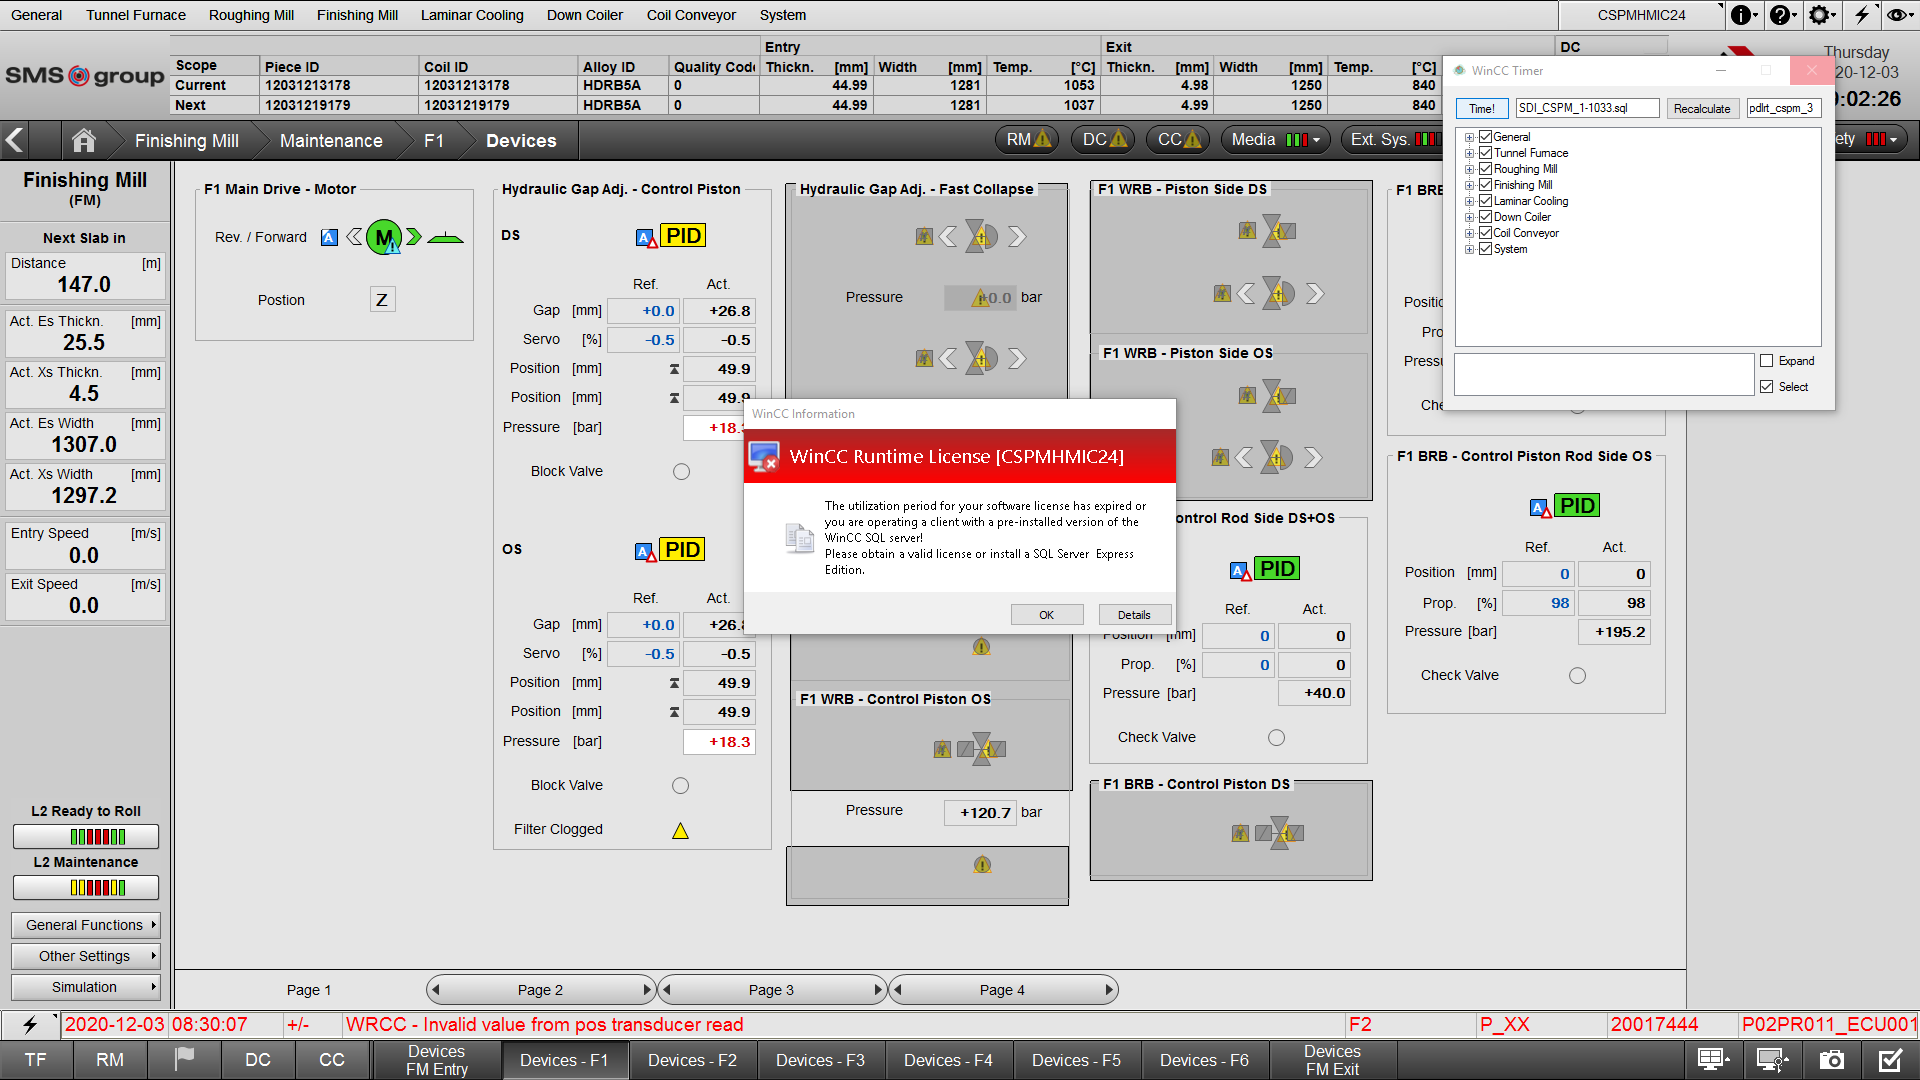 General Tunnel Furnace Roughing Mill Finishing Mill Laminar Cooling Down Coiler Coil Conveyor System CSPMHMIC24
SMS group
Entry Exit DC
Scope Piece ID Coil ID Alloy ID Quality Code Thickn. [mm] Width [mm] Temp. [°C] Thickn. [mm] Width [mm] Temp. [°C]
Current 12031213178 12031213178 HDRB5A 0 44.99 1281 1053 4.98 1250 840
Next 12031219179 12031219179 HDRB5A 0 44.99 1281 1037 4.99 1250 840
Thursday
20-12-03
0:02:26
Finishing Mill Maintenance F1 Devices
RM DC CC Media Ext. Sys. ety
WinCC Timer
Time! SDI_CSPM_1-1033.sql Recalculate pdlrt_cspm_3
General
Tunnel Furnace
Roughing Mill
Finishing Mill
Laminar Cooling
Down Coiler
Coil Conveyor
System
Expand
Select
Finishing Mill
(FM)
Next Slab in
Distance [m]
147.0
Act. Es Thickn. [mm]
25.5
Act. Xs Thickn. [mm]
4.5
Act. Es Width [mm]
1307.0
Act. Xs Width [mm]
1297.2
Entry Speed [m/s]
0.0
Exit Speed [m/s]
0.0
L2 Ready to Roll
L2 Maintenance
General Functions
Other Settings
Simulation
F1 Main Drive - Motor
Rev. / Forward A M
Postion Z
Hydraulic Gap Adj. - Control Piston
DS A PID
Ref. Act.
Gap [mm] +0.0 +26.8
Servo [%] -0.5 -0.5
Position [mm] 49.9
Position [mm] 49.9
Pressure [bar] +18.3
Block Valve
OS A PID
Ref. Act.
Gap [mm] +0.0 +26.8
Servo [%] -0.5 -0.5
Position [mm] 49.9
Position [mm] 49.9
Pressure [bar] +18.3
Block Valve
Filter Clogged
Hydraulic Gap Adj. - Fast Collapse
Pressure +0.0 bar
F1 WRB - Control Piston OS
Pressure +120.7 bar
F1 WRB - Piston Side DS
F1 WRB - Piston Side OS
ontrol Rod Side DS+OS
A PID
Ref. Act.
Position [mm] 0 0
Prop. [%] 0 0
Pressure [bar] +40.0
Check Valve
F1 BRB - Control Piston DS
F1 BRB
Positio
Pro
Pressu
Che
F1 BRB - Control Piston Rod Side OS
A PID
Ref. Act.
Position [mm] 0 0
Prop. [%] 98 98
Pressure [bar] +195.2
Check Valve
WinCC Information
WinCC Runtime License [CSPMHMIC24]
The utilization period for your software license has expired or
you are operating a client with a pre-installed version of the
WinCC SQL server!
Please obtain a valid license or install a SQL Server Express
Edition.
OK Details
Page 1 Page 2 Page 3 Page 4
2020-12-03 08:30:07 +/- WRCC - Invalid value from pos transducer read F2 P_XX 20017444 P02PR011_ECU001
TF RM DC CC Devices FM Entry Devices - F1 Devices - F2 Devices - F3 Devices - F4 Devices - F5 Devices - F6 Devices FM Exit